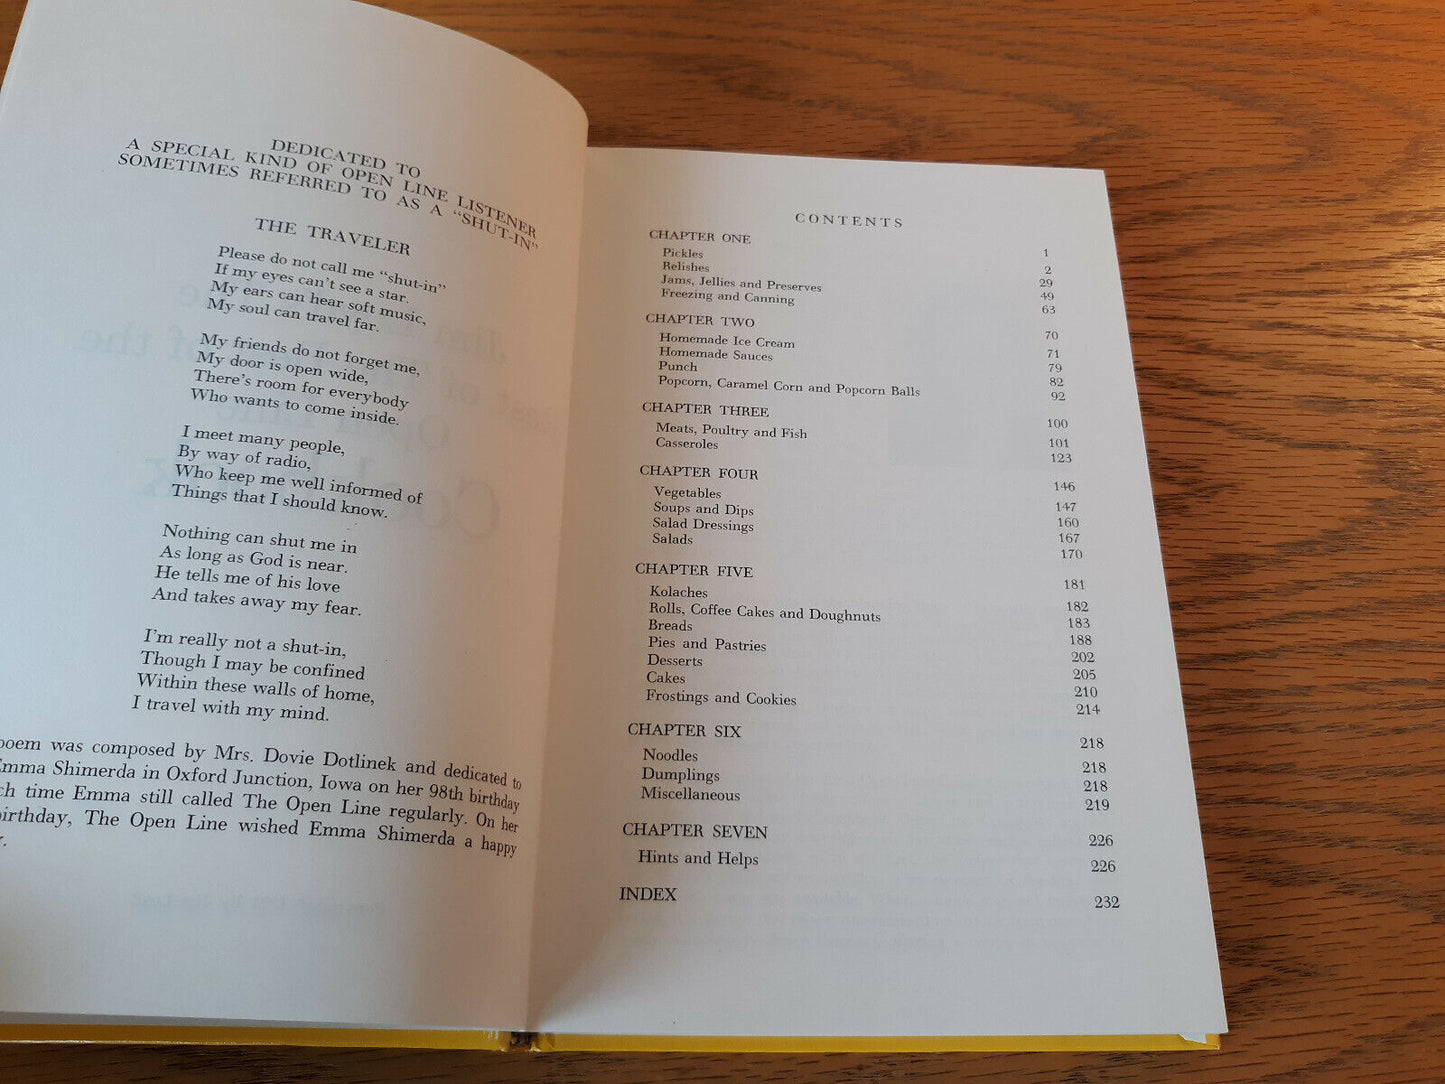 DEDICATED TO
A SPECIAL KIND OF OPEN LINE LISTENER
SOMETIMES REFERRED TO AS A "SHUT-IN"
THE TRAVELER
Please do not call me "shut-in"
If my eyes can't see a star.
My ears can hear soft music,
My soul can travel far.
My friends do not forget me,
My door is open wide,
There's room for everybody
Who wants to come inside.
I meet many people,
By way of radio,
Who keep me well informed of
Things that I should know.
Nothing can shut me in
As long as God is near.
He tells me of his love
And takes away my fear.
I'm really not a shut-in,
Though I may be confined
Within these walls of home,
I travel with my mind.
poem was composed by Mrs. Dovie Dotlinek and dedicated to
Emma Shimerda in Oxford Junction, Iowa on her 98th birthday
ch time Emma still called The Open Line regularly. On her
birthday, The Open Line wished Emma Shimerda a happy
CONTENTS
CHAPTER ONE 1
Pickles 2
Relishes 29
Jams, Jellies and Preserves 49
Freezing and Canning 63
CHAPTER TWO 70
Homemade Ice Cream 71
Homemade Sauces 79
Punch 82
Popcorn, Caramel Corn and Popcorn Balls 92
CHAPTER THREE 100
Meats, Poultry and Fish 101
Casseroles 123
CHAPTER FOUR 146
Vegetables 147
Soups and Dips 160
Salad Dressings 167
Salads 170
CHAPTER FIVE 181
Kolaches 182
Rolls, Coffee Cakes and Doughnuts 183
Breads 188
Pies and Pastries 202
Desserts 205
Cakes 210
Frostings and Cookies 214
CHAPTER SIX 218
Noodles 218
Dumplings 218
Miscellaneous 219
CHAPTER SEVEN 226
Hints and Helps 226
INDEX 232